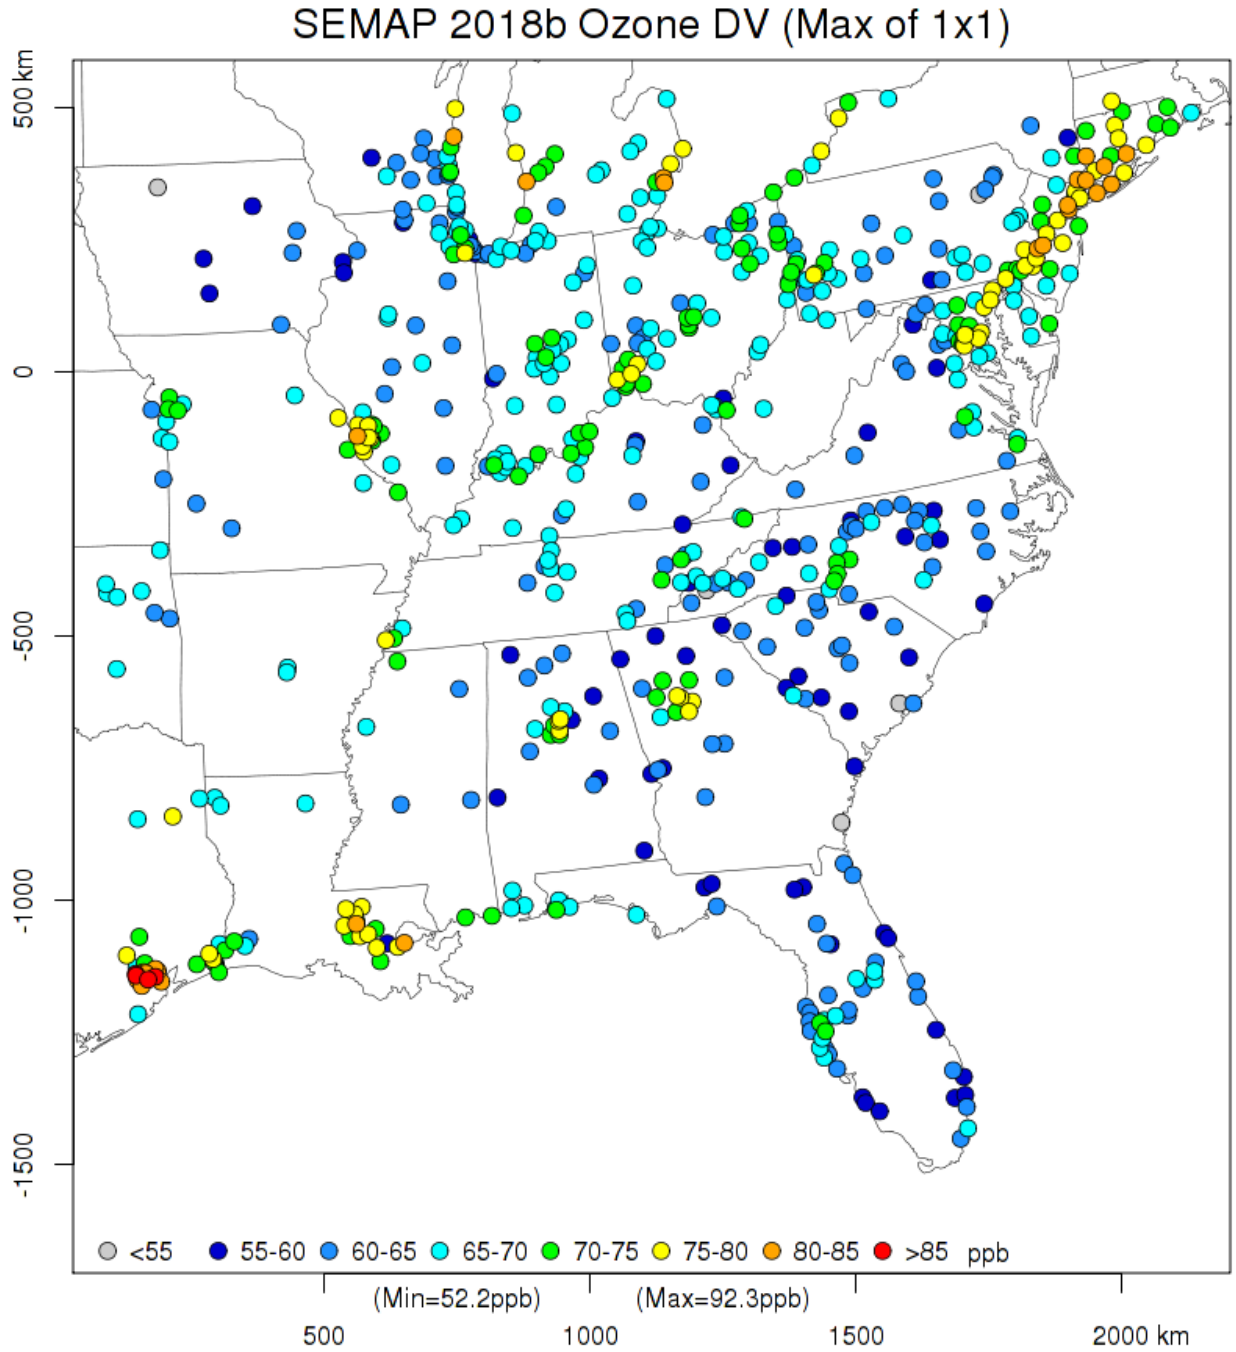 SEMAP 2018b Ozone DV (Max of 1x1)
500 km
0
-500
-1000
-1500
<55 55-60 60-65 65-70 70-75 75-80 80-85 >85 ppb
(Min=52.2ppb) (Max=92.3ppb)
500 1000 1500 2000 km